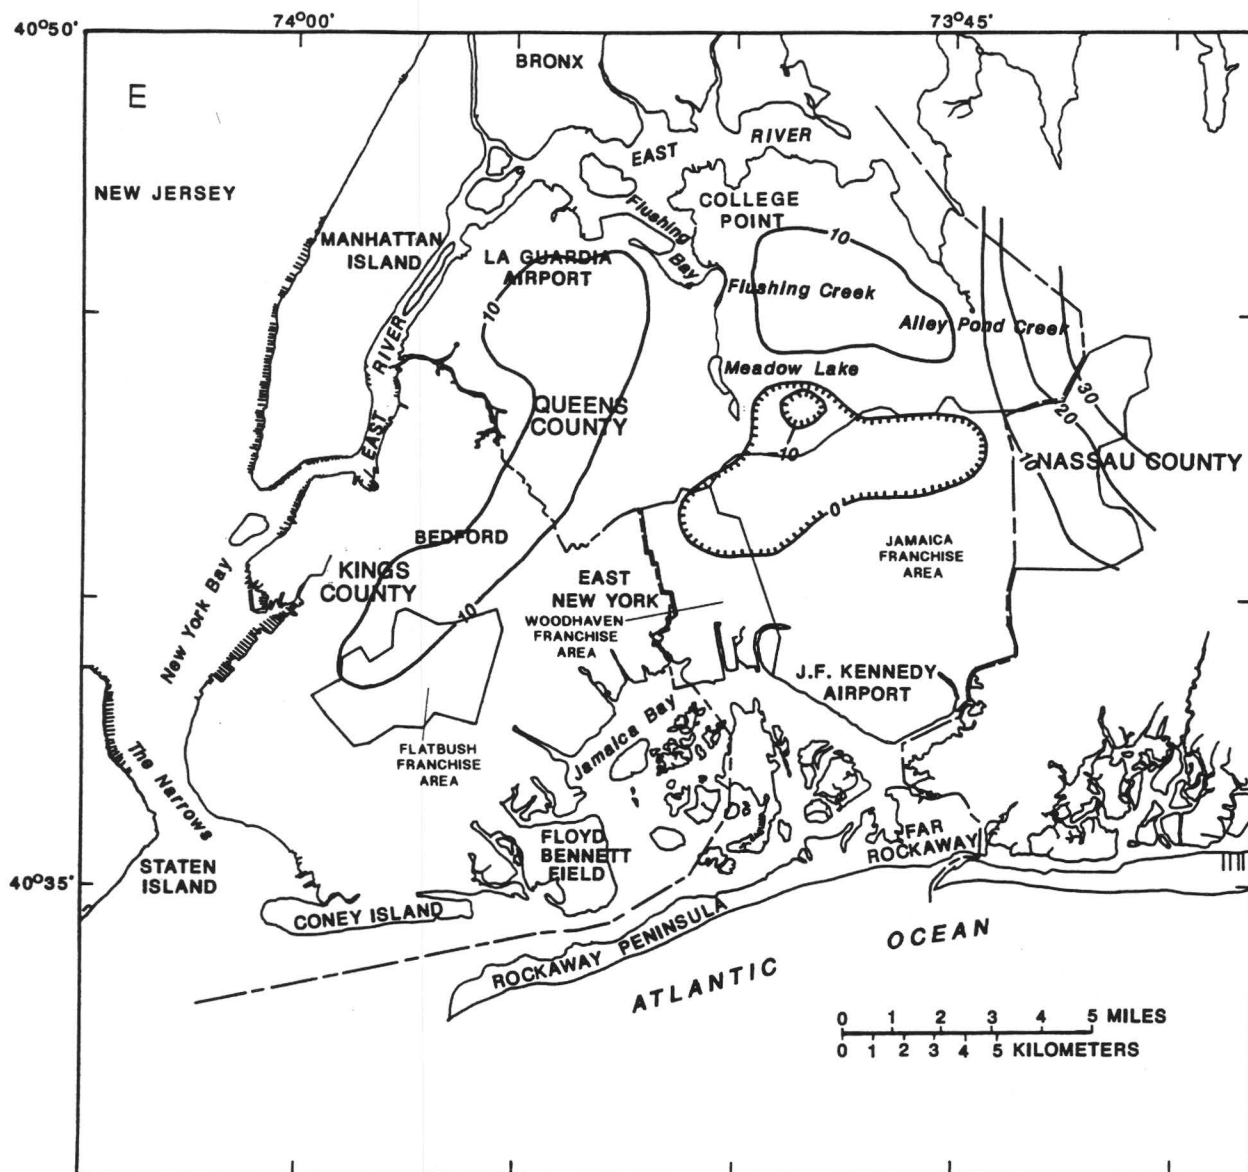 74°00'
73°45'
40°50'
E
BRONX
EAST RIVER
NEW JERSEY
COLLEGE
POINT
Flushing
Bay
MANHATTAN
ISLAND
10
LA GUARDIA
AIRPORT
Flushing Creek
10
Alley Pond Creek
EAST RIVER
Meadow Lake
30
20
QUEENS
COUNTY
-10
10
NASSAU COUNTY
0
BEDFORD
JAMAICA
FRANCHISE
AREA
KINGS
COUNTY
EAST
NEW YORK
10
WOODHAVEN
FRANCHISE
AREA
New York Bay
J.F. KENNEDY
AIRPORT
Jamaica Bay
FLATBUSH
FRANCHISE
AREA
The Narrows
FAR
ROCKAWAY
FLOYD
BENNETT
FIELD
STATEN
ISLAND
40°35'
CONEY ISLAND
ROCKAWAY PENINSULA
ATLANTIC OCEAN
0 1 2 3 4 5 MILES
0 1 2 3 4 5 KILOMETERS